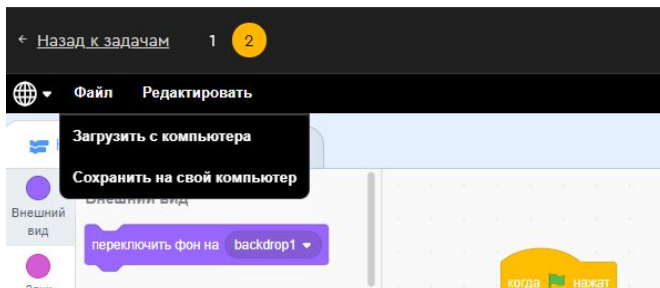 ← Назад к задачам 1 2
Файл Редактировать
Загрузить с компьютера
Сохранить на свой компьютер
Внешний вид
Внешний
вид
переключить фон на backdrop1
когда нажат